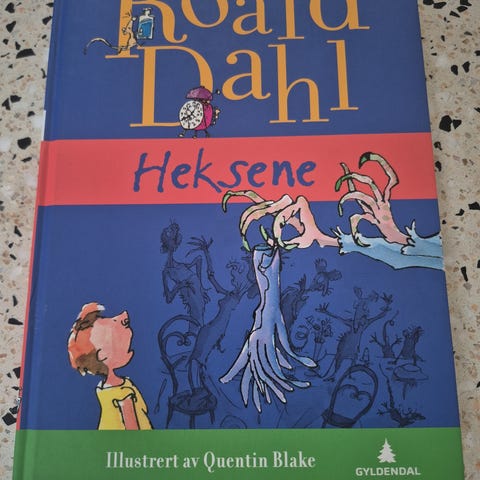 Roald
Dahl
Heksene
Illustrert av Quentin Blake
GYLDENDAL